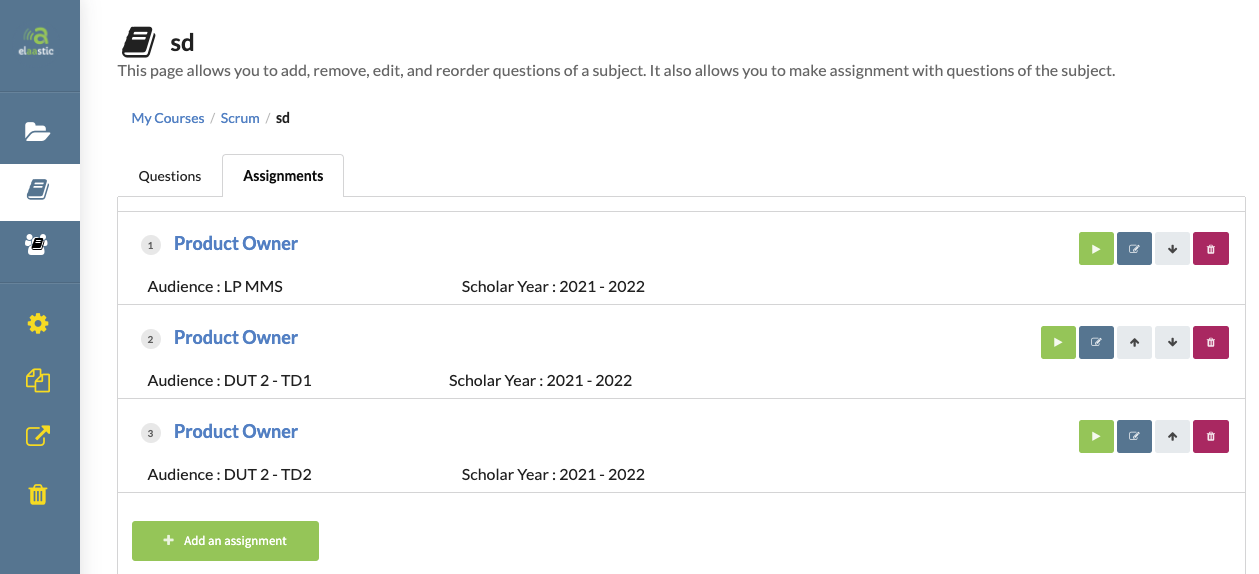 elaastic
sd
This page allows you to add, remove, edit, and reorder questions of a subject. It also allows you to make assignment with questions of the subject.
My Courses / Scrum / sd
Questions Assignments
1 Product Owner
Audience : LP MMS Scholar Year : 2021 - 2022
2 Product Owner
Audience : DUT 2 - TD1 Scholar Year : 2021 - 2022
3 Product Owner
Audience : DUT 2 - TD2 Scholar Year : 2021 - 2022
Add an assignment